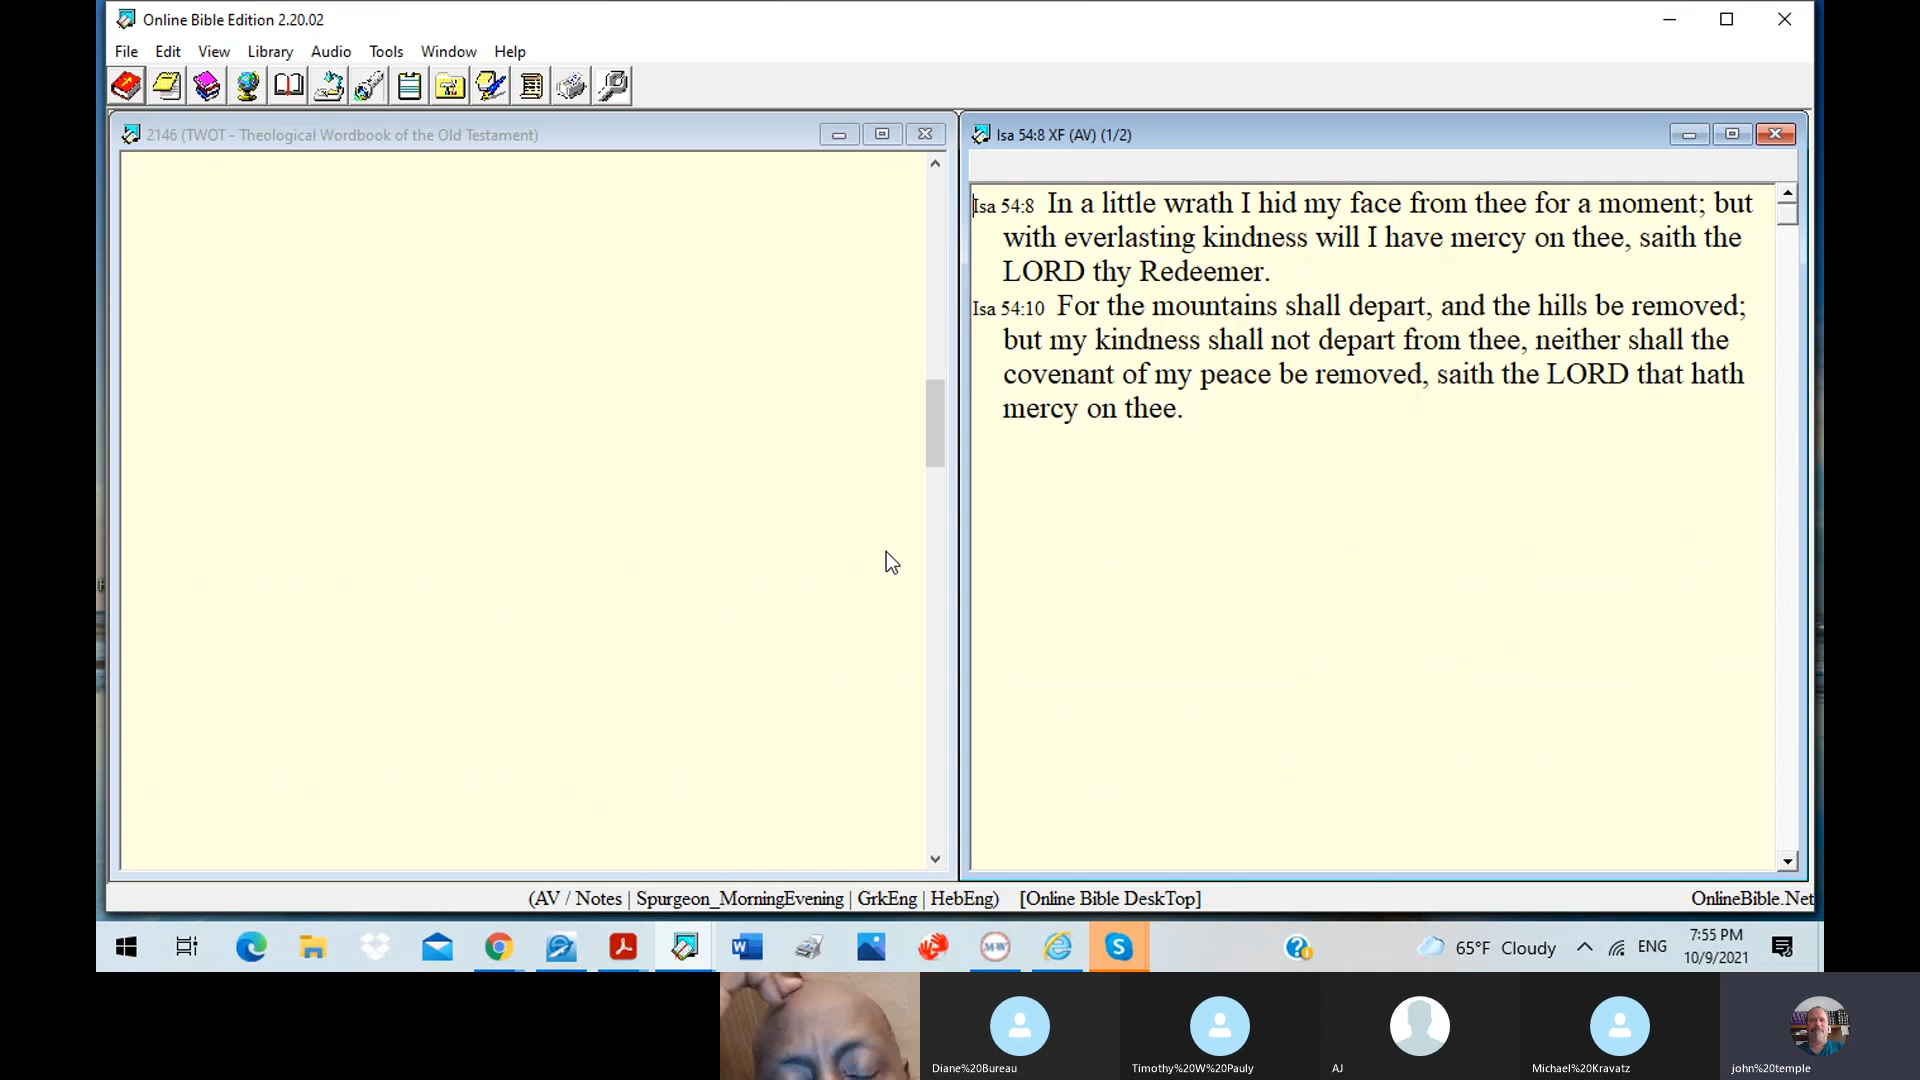 Online Bible Edition 2.20.02
File Edit View Library Audio Tools Window Help
2146 (TWOT - Theological Wordbook of the Old Testament)
Isa 54:8 XF (AV) (1/2)
Isa 54:8 In a little wrath I hid my face from thee for a moment; but
with everlasting kindness will I have mercy on thee, saith the
LORD thy Redeemer.
Isa 54:10 For the mountains shall depart, and the hills be removed;
but my kindness shall not depart from thee, neither shall the
covenant of my peace be removed, saith the LORD that hath
mercy on thee.
(AV / Notes | Spurgeon_MorningEvening | GrkEng | HebEng) [Online Bible DeskTop]
OnlineBible.Net
65°F Cloudy
ENG
7:55 PM
10/9/2021
Diane%20Bureau
Timothy%20W%20Pauly
AJ
Michael%20Kravatz
john%20temple